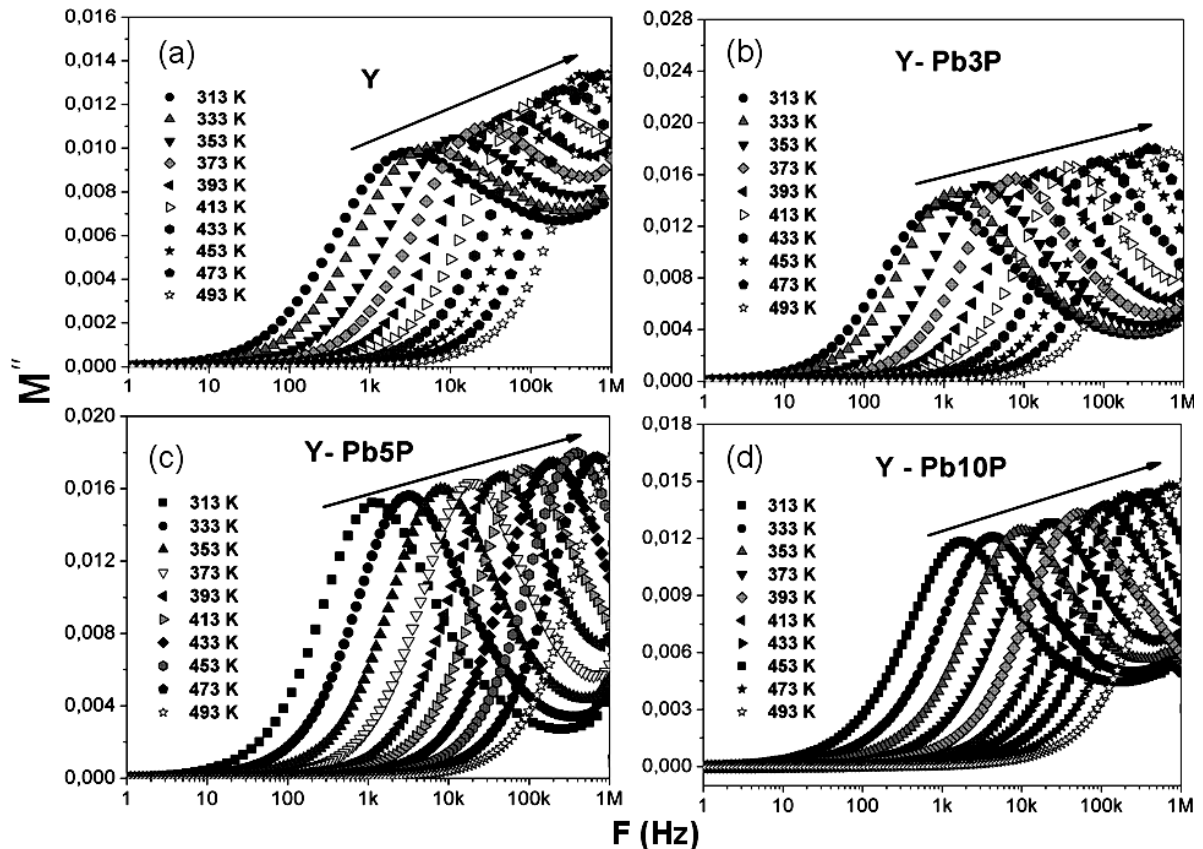 M″
F (Hz)
(a)
Y
0,016
0,014
0,012
0,010
0,008
0,006
0,004
0,002
0,000
313 K
333 K
353 K
373 K
393 K
413 K
433 K
453 K
473 K
493 K
1 10 100 1k 10k 100k 1M
(b)
Y- Pb3P
0,028
0,024
0,020
0,016
0,012
0,008
0,004
0,000
313 K
333 K
353 K
373 K
393 K
413 K
433 K
453 K
473 K
493 K
1 10 100 1k 10k 100k 1M
(c)
Y- Pb5P
0,020
0,016
0,012
0,008
0,004
0,000
313 K
333 K
353 K
373 K
393 K
413 K
433 K
453 K
473 K
493 K
1 10 100 1k 10k 100k 1M
(d)
Y - Pb10P
0,018
0,015
0,012
0,009
0,006
0,003
0,000
313 K
333 K
353 K
373 K
393 K
413 K
433 K
453 K
473 K
493 K
1 10 100 1k 10k 100k 1M